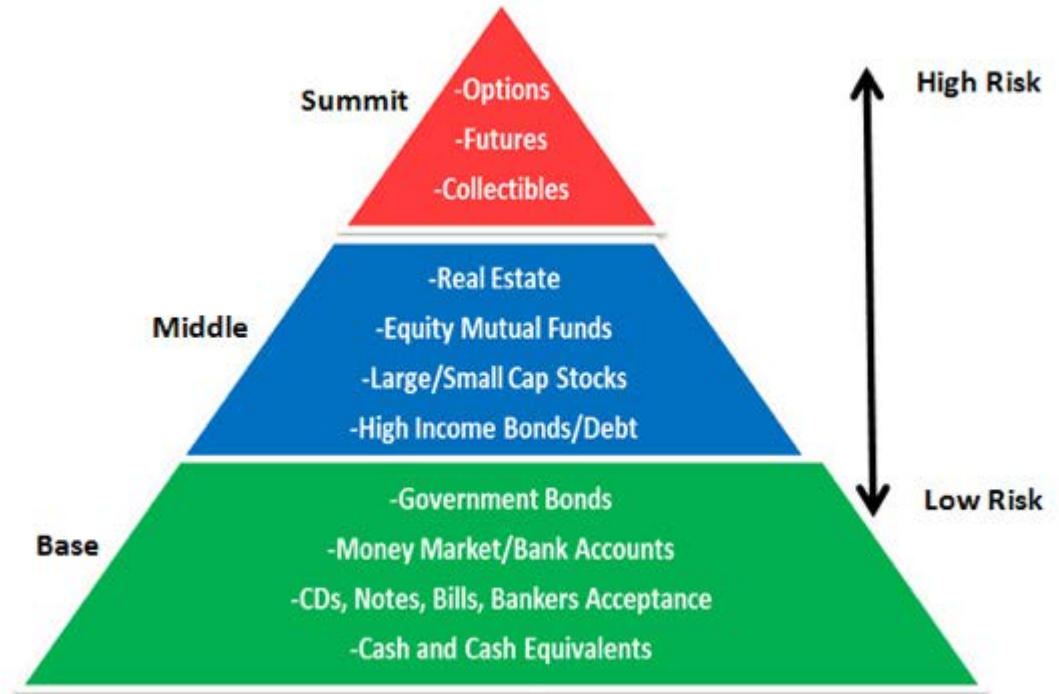 Summit
-Options
-Futures
-Collectibles
High Risk
Middle
-Real Estate
-Equity Mutual Funds
-Large/Small Cap Stocks
-High Income Bonds/Debt
Low Risk
Base
-Government Bonds
-Money Market/Bank Accounts
-CDs, Notes, Bills, Bankers Acceptance
-Cash and Cash Equivalents